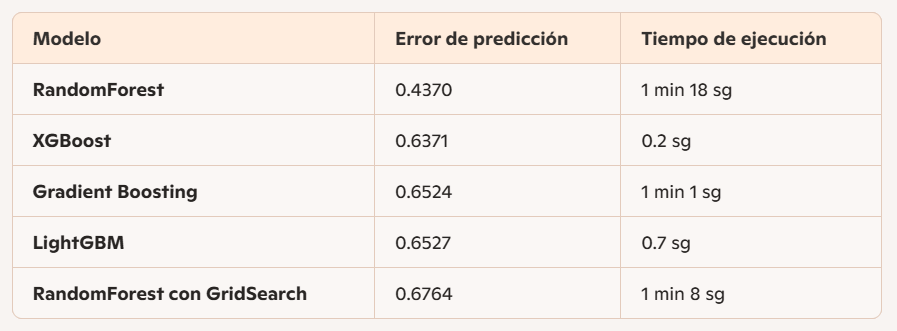 Modelo Error de predicción Tiempo de ejecución
RandomForest 0.4370 1 min 18 sg
XGBoost 0.6371 0.2 sg
Gradient Boosting 0.6524 1 min 1 sg
LightGBM 0.6527 0.7 sg
RandomForest con GridSearch 0.6764 1 min 8 sg